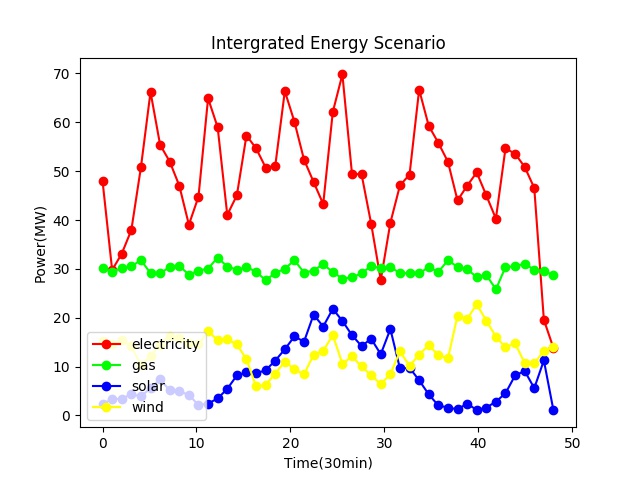 Intergrated Energy Scenario
Power(MW)
70
60
50
40
30
20
10
0
electricity
gas
solar
wind
0 10 20 30 40 50
Time(30min)